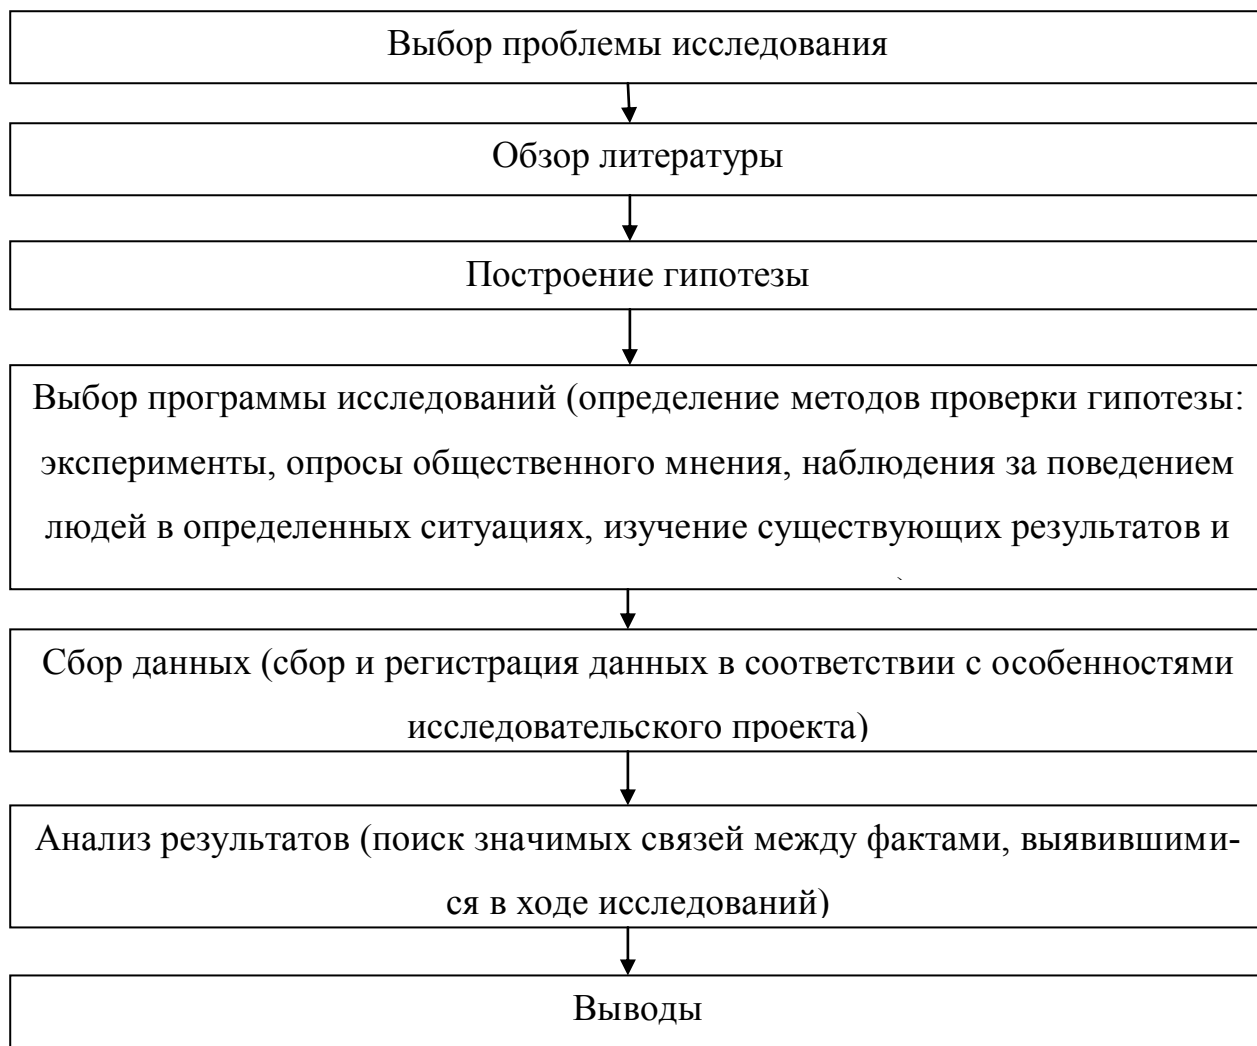 Выбор проблемы исследования
Обзор литературы
Построение гипотезы
Выбор программы исследований (определение методов проверки гипотезы:
эксперименты, опросы общественного мнения, наблюдения за поведением
людей в определенных ситуациях, изучение существующих результатов и
Сбор данных (сбор и регистрация данных в соответствии с особенностями
исследовательского проекта)
Анализ результатов (поиск значимых связей между фактами, выявившими-
ся в ходе исследований)
Выводы